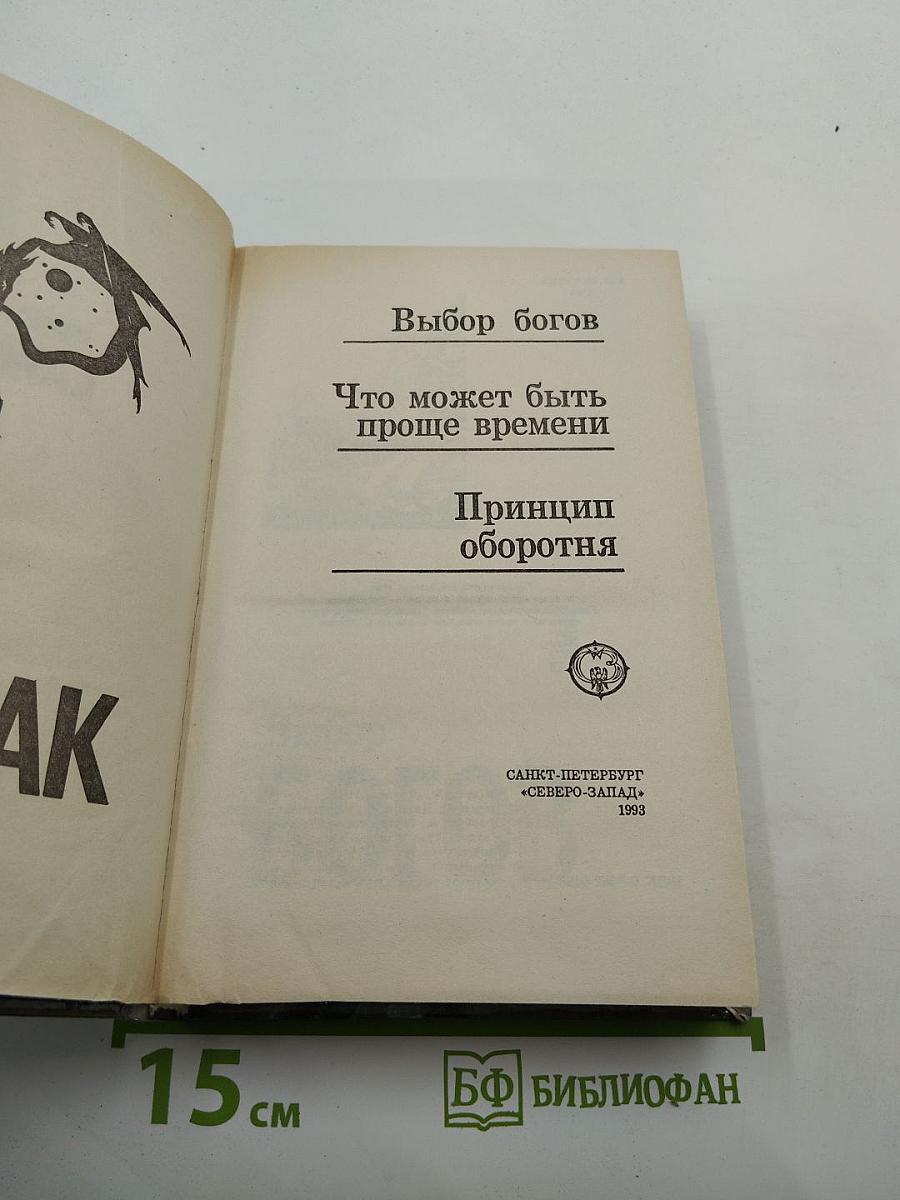 Выбор богов
Что может быть
проще времени
Принцип
оборотня
САНКТ-ПЕТЕРБУРГ
«СЕВЕРО-ЗАПАД»
1993
АК
15 см
БФ БИБЛИОФАН